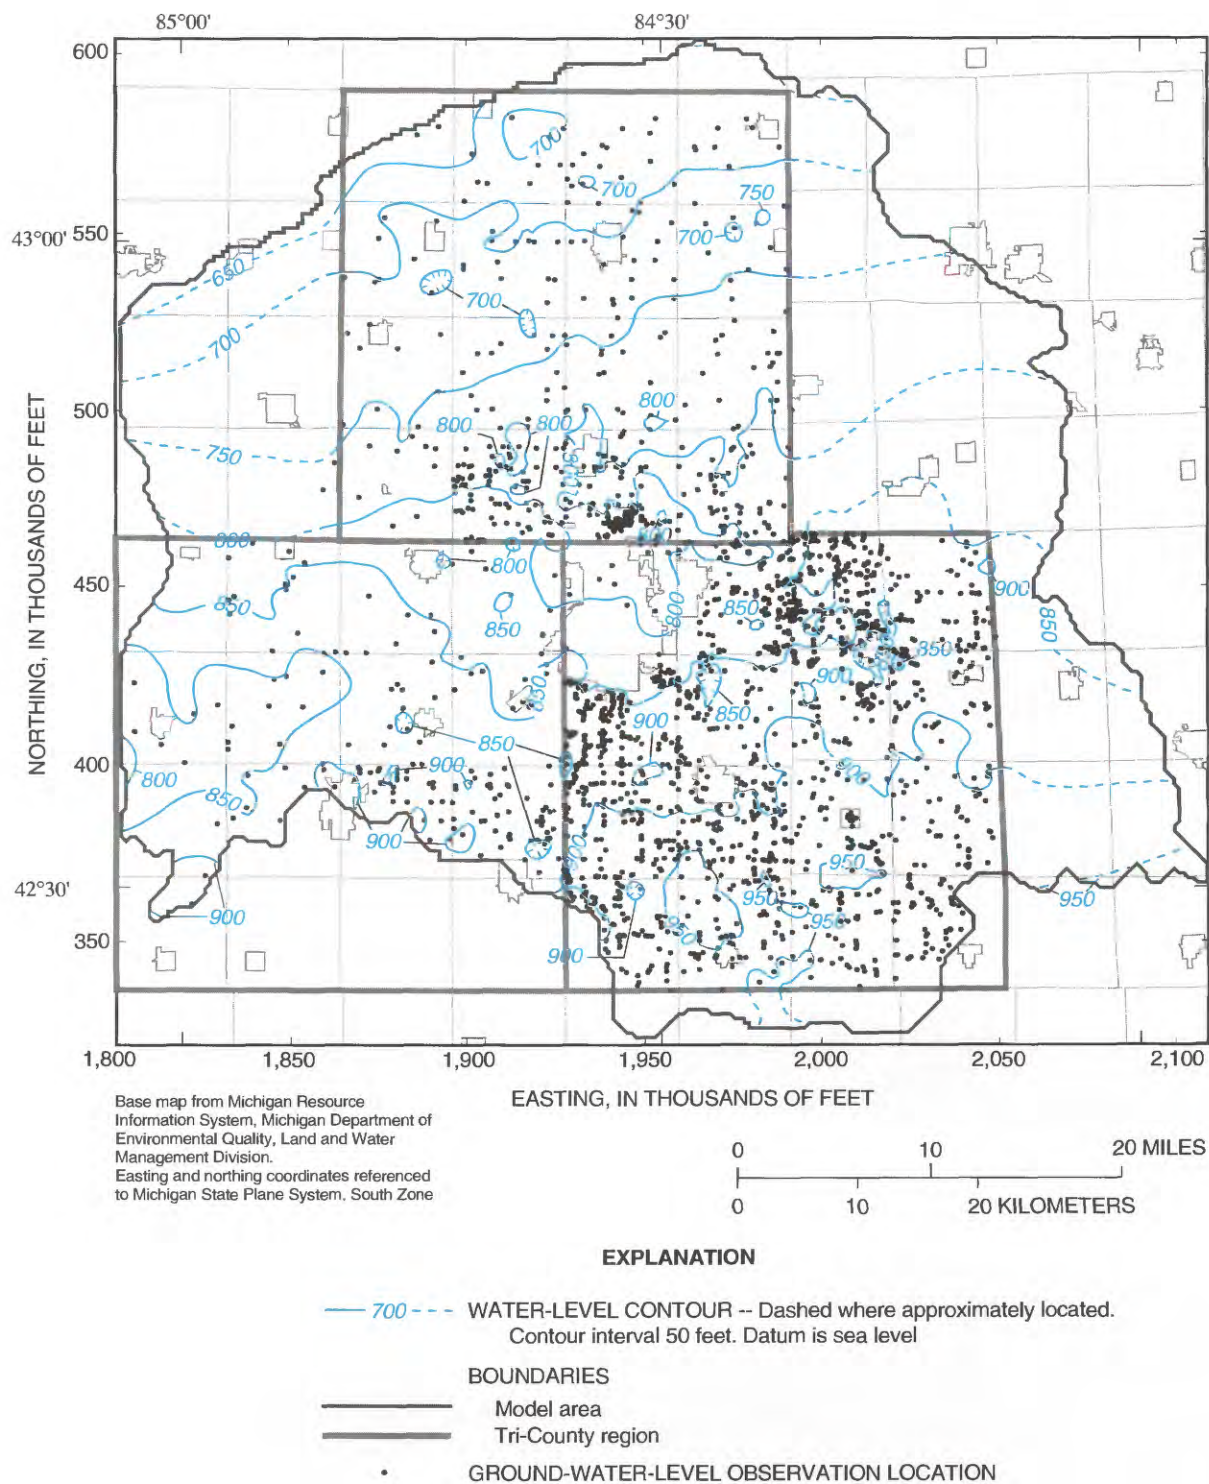 85°00' 84°30'
600
700
700
750
43°00' 550
650
700
700
700
500
800
800 800
750
800
800
450
800
900
850
850
850
800
850
850
850
900
900
850
850
400
800
900
900
850
900
900
950
950
42°30'
900
950
950
350
900
950
1,800 1,850 1,900 1,950 2,000 2,050 2,100
NORTHING, IN THOUSANDS OF FEET
EASTING, IN THOUSANDS OF FEET
Base map from Michigan Resource
Information System, Michigan Department of
Environmental Quality, Land and Water
Management Division.
Easting and northing coordinates referenced
to Michigan State Plane System, South Zone
0 10 20 MILES
0 10 20 KILOMETERS
EXPLANATION
700 WATER-LEVEL CONTOUR -- Dashed where approximately located.
Contour interval 50 feet. Datum is sea level
BOUNDARIES
Model area
Tri-County region
GROUND-WATER-LEVEL OBSERVATION LOCATION